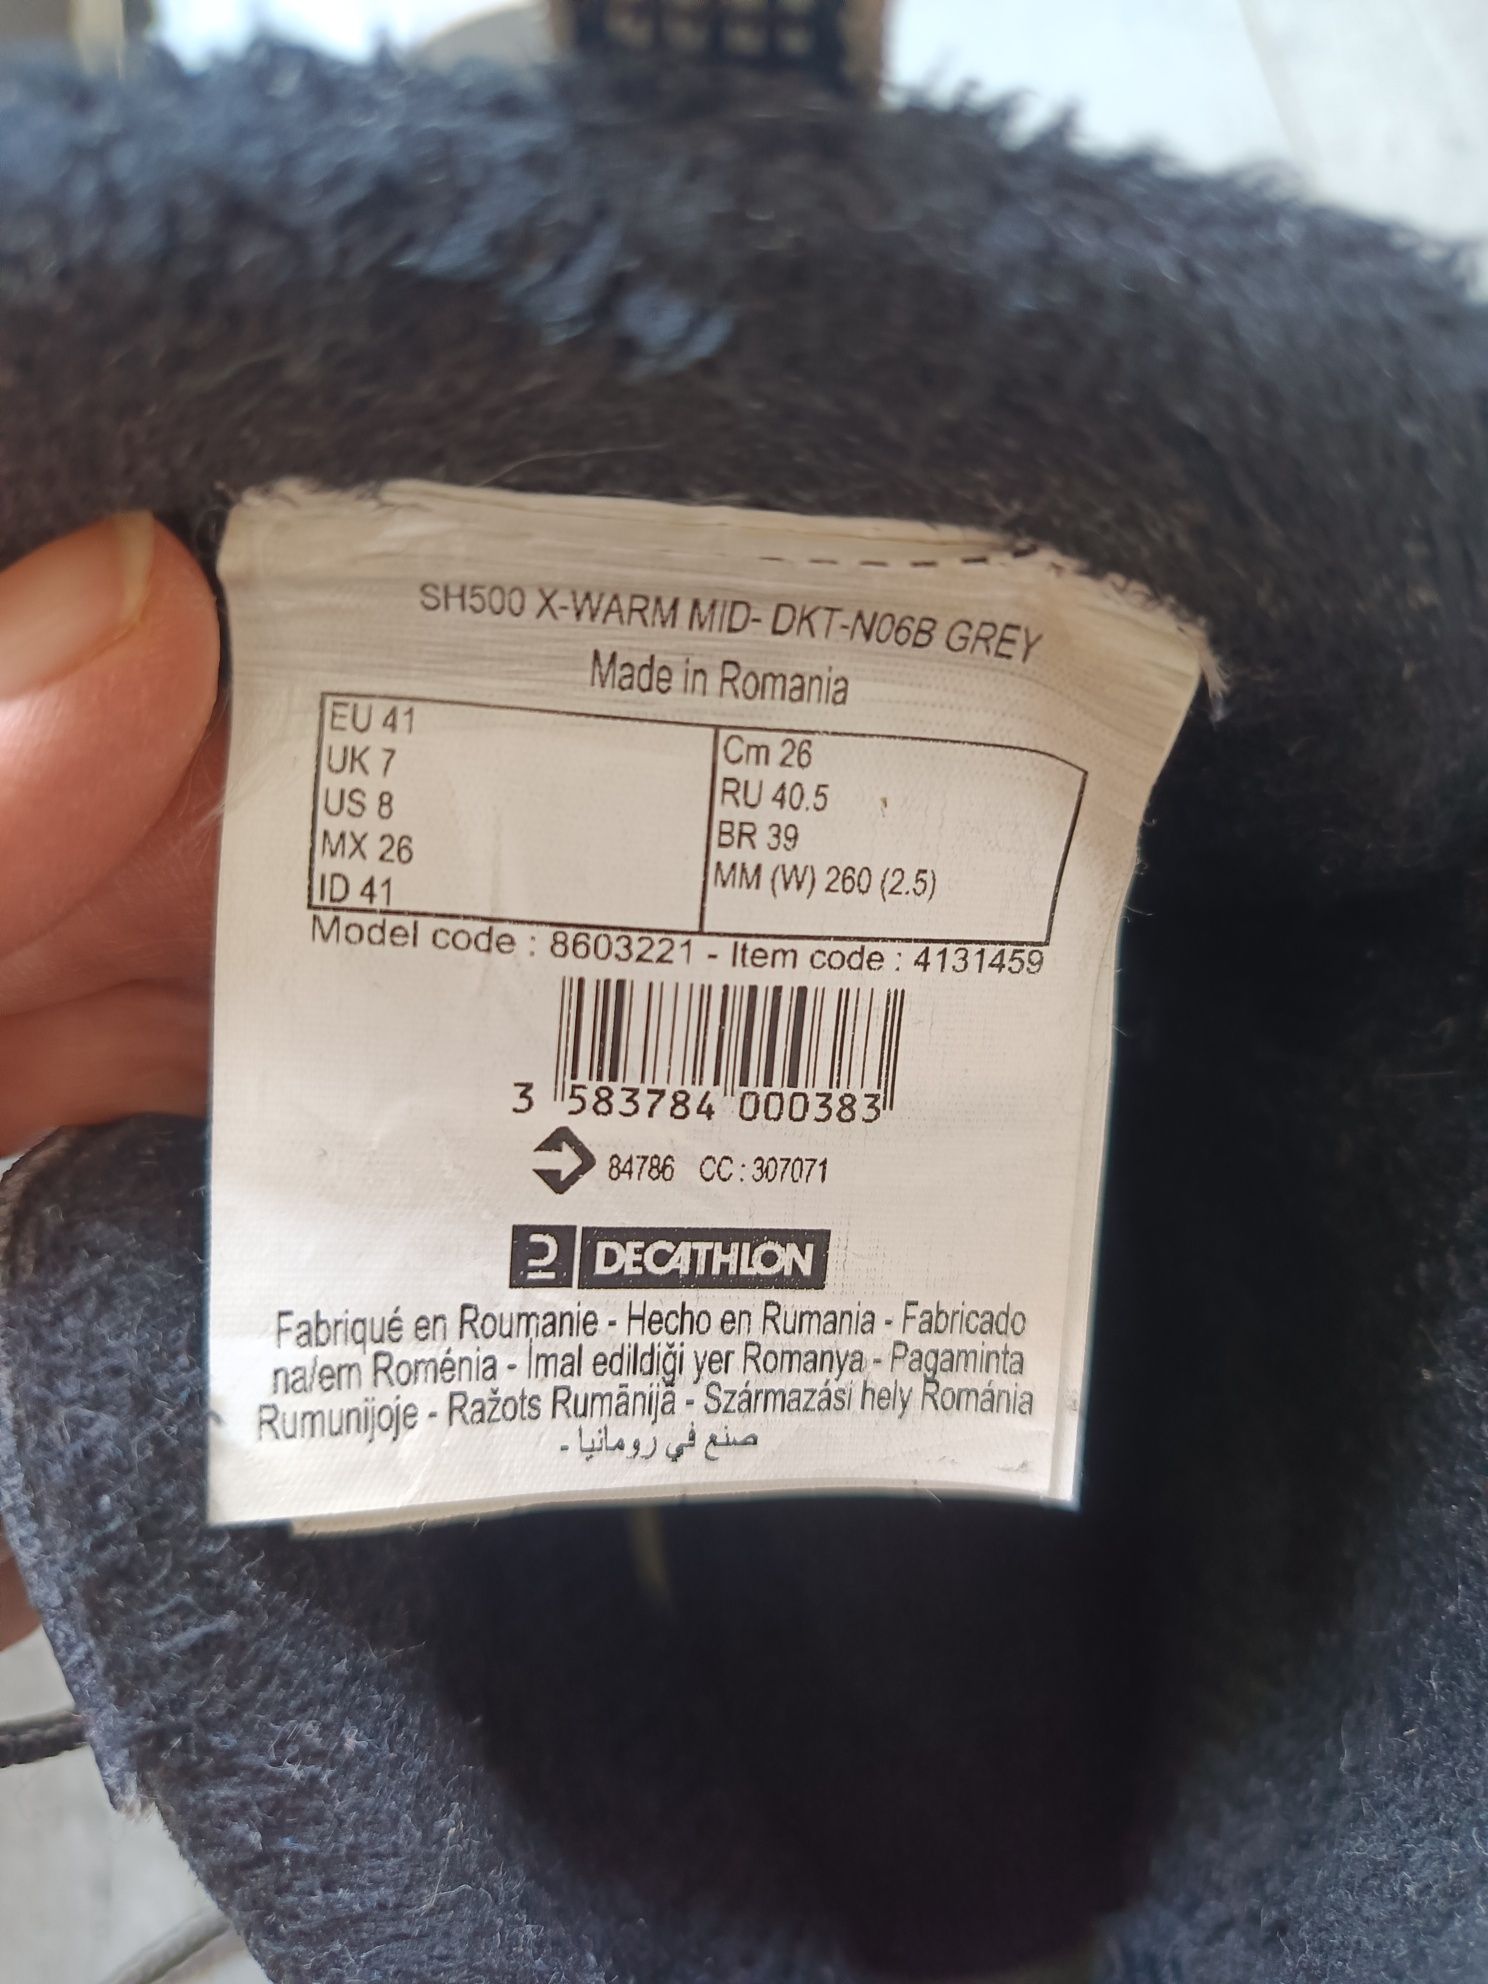 SH500 X-WARM MID- DKT-N06B GREY
Made in Romania
EU 41
UK 7
US 8
MX 26
ID 41
Cm 26
RU 40.5
BR 39
MM (W) 260 (2.5)
Model code : 8603221 - Item code : 4131459
3 583784 000383
84786 CC : 307071
DECATHLON
Fabriqué en Roumanie - Hecho en Rumania - Fabricado
na/em Roménia - İmal edildiği yer Romanya - Pagaminta
Rumunijoje - Ražots Rumānijā - Származási hely Románia
صنع في رومانيا -